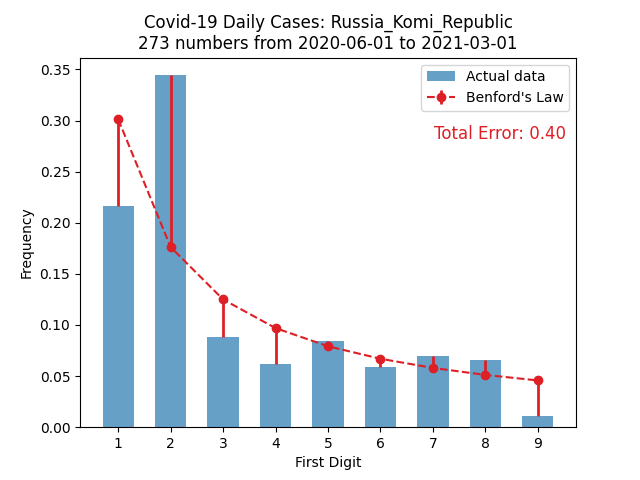 Covid-19 Daily Cases: Russia_Komi_Republic
273 numbers from 2020-06-01 to 2021-03-01
Actual data
Benford's Law
Total Error: 0.40
Frequency
0.35
0.30
0.25
0.20
0.15
0.10
0.05
0.00
1 2 3 4 5 6 7 8 9
First Digit